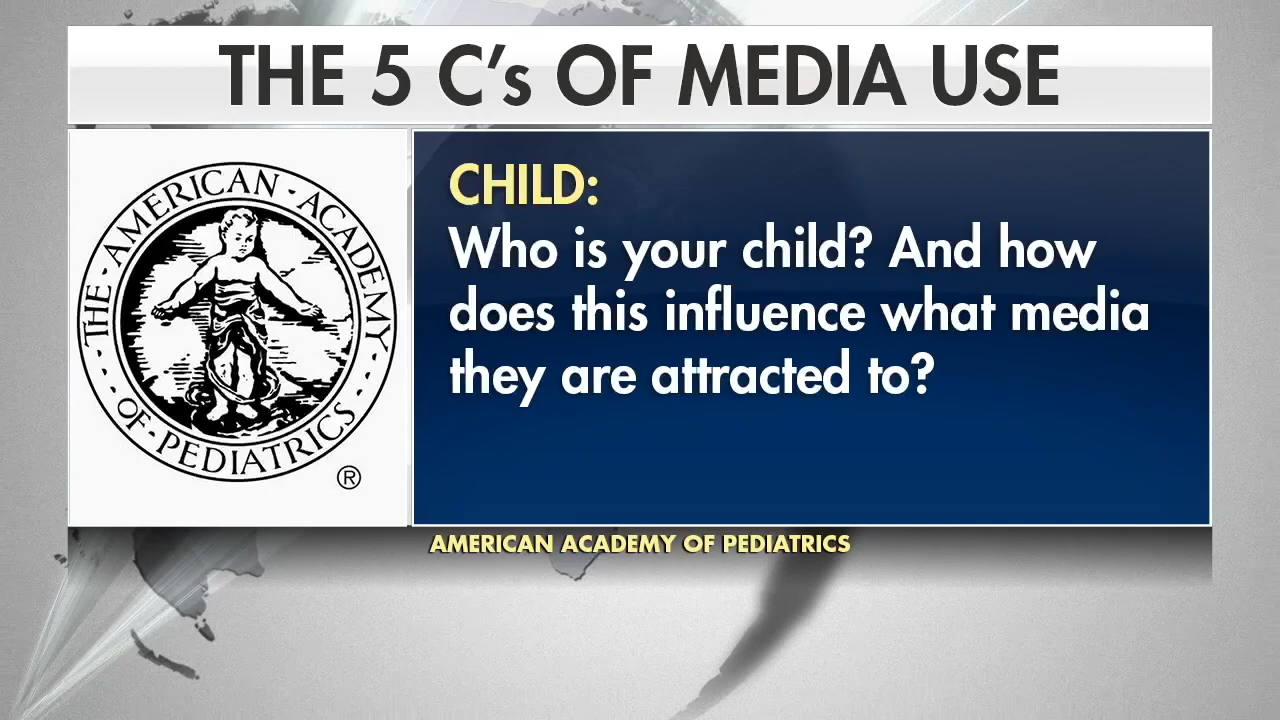 THE 5 C's OF MEDIA USE
THE · AMERICAN · ACADEMY · OF · PEDIATRICS
®
CHILD:
Who is your child? And how
does this influence what media
they are attracted to?
AMERICAN ACADEMY OF PEDIATRICS